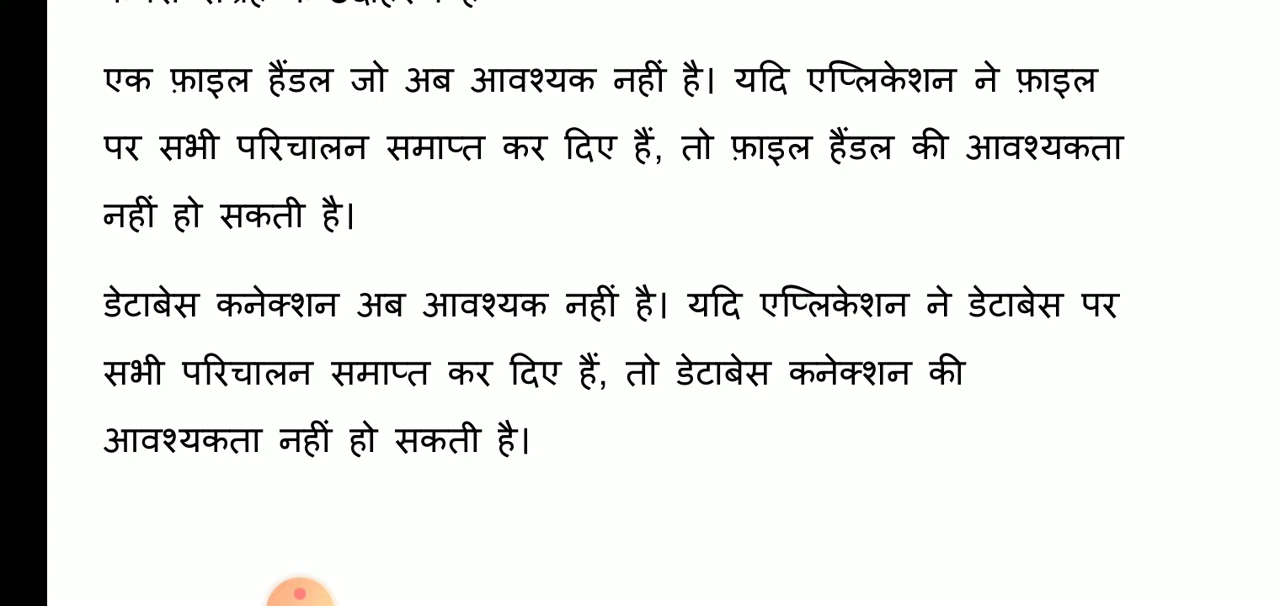 एक फ़ाइल हैंडल जो अब आवश्यक नहीं है। यदि एप्लिकेशन ने फ़ाइल
पर सभी परिचालन समाप्त कर दिए हैं, तो फ़ाइल हैंडल की आवश्यकता
नहीं हो सकती है।
डेटाबेस कनेक्शन अब आवश्यक नहीं है। यदि एप्लिकेशन ने डेटाबेस पर
सभी परिचालन समाप्त कर दिए हैं, तो डेटाबेस कनेक्शन की
आवश्यकता नहीं हो सकती है।